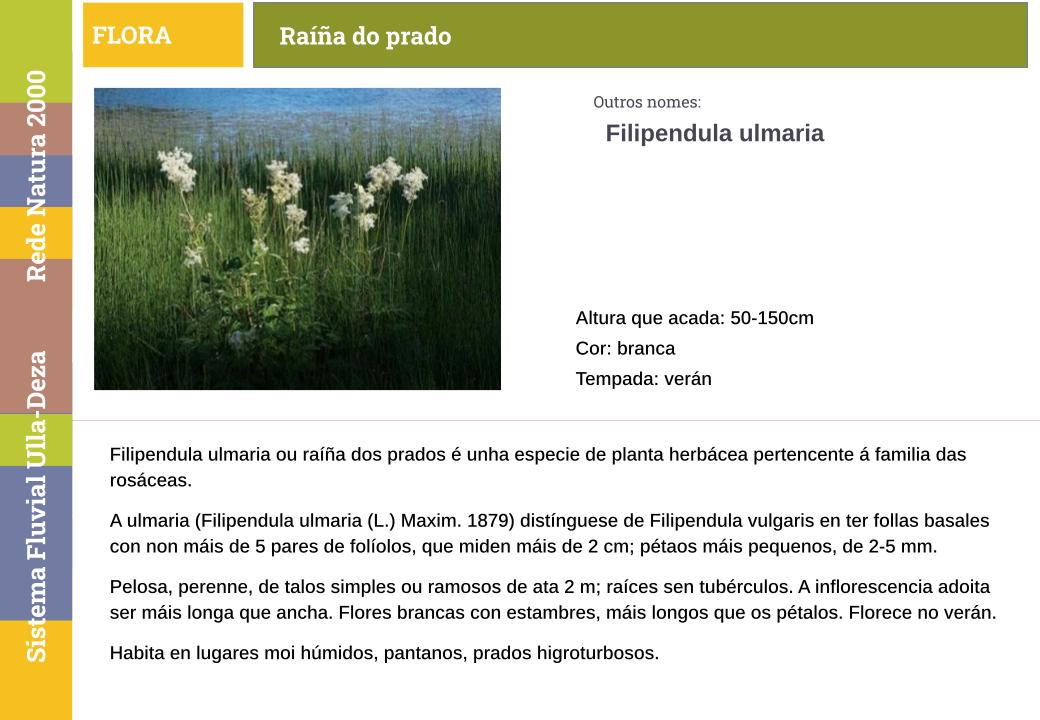 FLORA
Raíña do prado
Rede Natura 2000
Sistema Fluvial Ulla-Deza
Outros nomes:
Filipendula ulmaria
Altura que acada: 50-150cm
Cor: branca
Tempada: verán
Filipendula ulmaria ou raíña dos prados é unha especie de planta herbácea pertencente á familia das
rosáceas.
A ulmaria (Filipendula ulmaria (L.) Maxim. 1879) distínguese de Filipendula vulgaris en ter follas basales
con non máis de 5 pares de folíolos, que miden máis de 2 cm; pétaos máis pequenos, de 2-5 mm.
Pelosa, perenne, de talos simples ou ramosos de ata 2 m; raíces sen tubérculos. A inflorescencia adoita
ser máis longa que ancha. Flores brancas con estambres, máis longos que os pétalos. Florece no verán.
Habita en lugares moi húmidos, pantanos, prados higroturbosos.